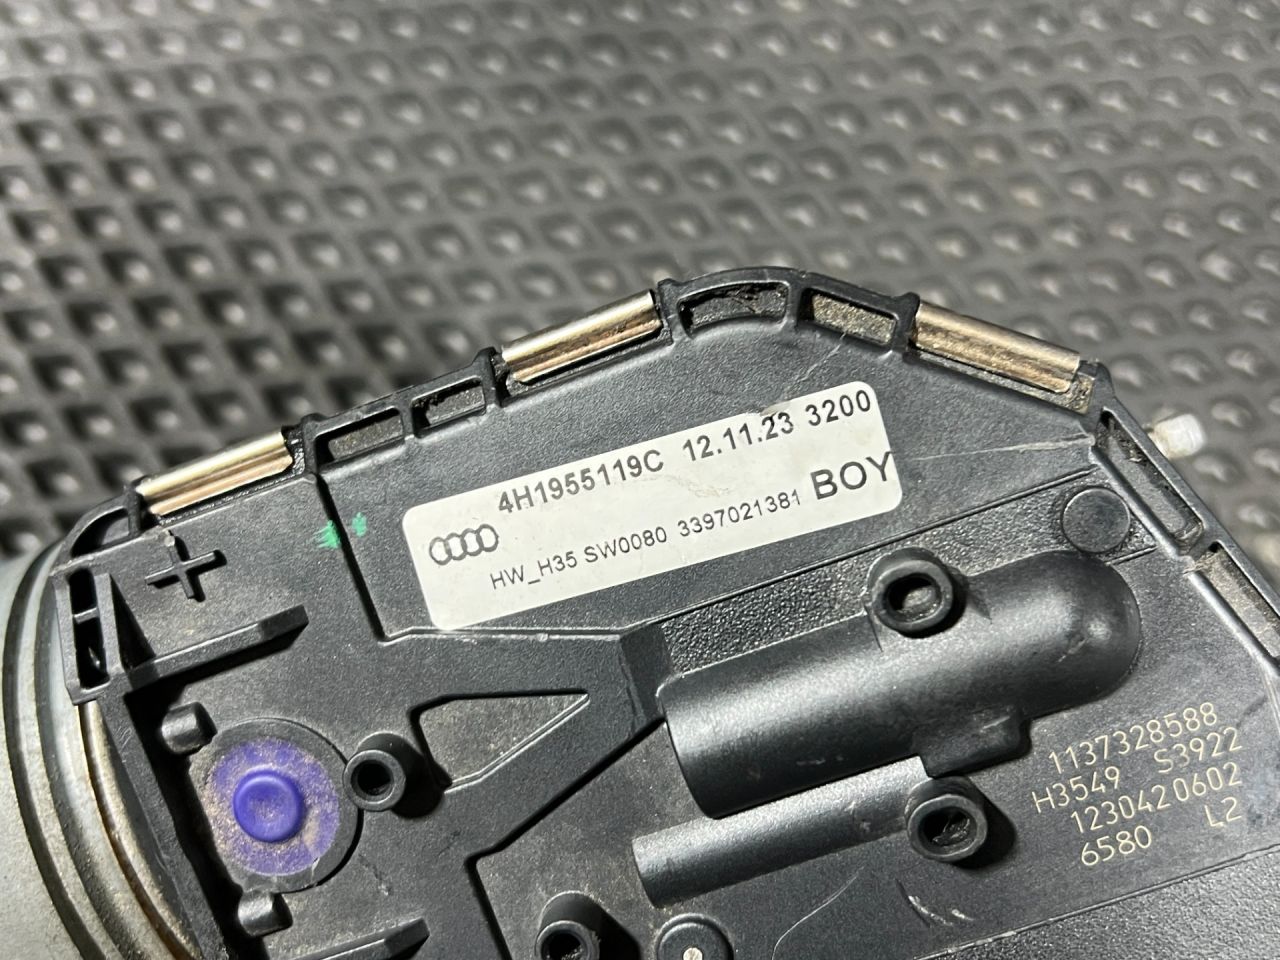 4H1955119C 12.11.23 3200
HW_H35 SW0080 3397021381 BOY
1137328588
H3549 S3922
1230420602
6580 L2